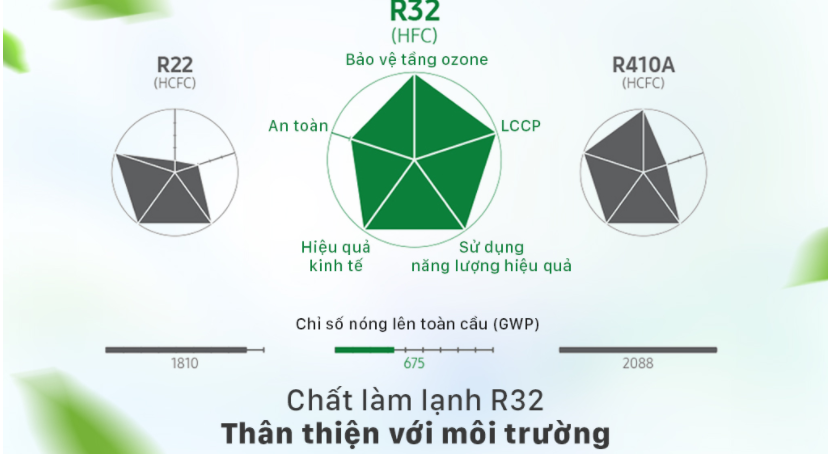 R32
(HFC)
R22
(HCFC)
R410A
(HCFC)
Bảo vệ tầng ozone
An toàn
LCCP
Hiệu quả
kinh tế
Sử dụng
năng lượng hiệu quả
Chỉ số nóng lên toàn cầu (GWP)
1810
675
2088
Chất làm lạnh R32
Thân thiện với môi trường